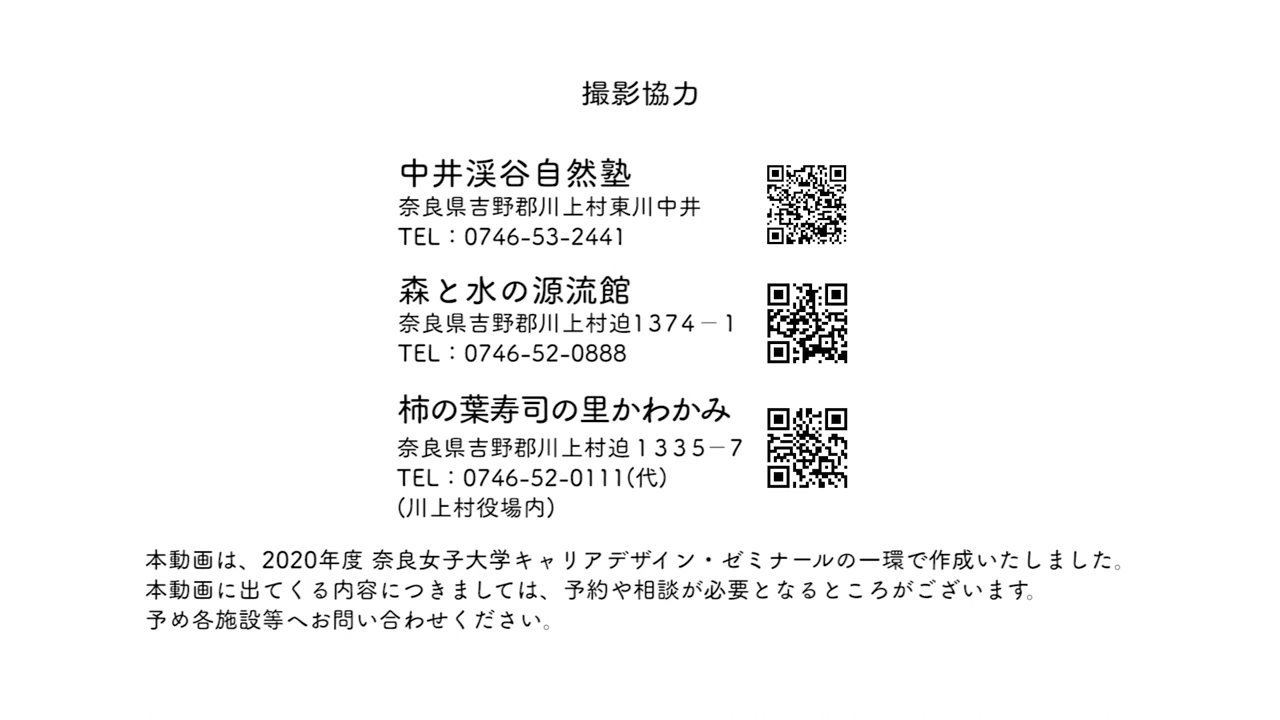 撮影協力
中井渓谷自然塾
奈良県吉野郡川上村東川中井
TEL：0746-53-2441
森と水の源流館
奈良県吉野郡川上村迫1374－1
TEL：0746-52-0888
柿の葉寿司の里かわかみ
奈良県吉野郡川上村迫１３３５－７
TEL：0746-52-0111(代)
(川上村役場内)
本動画は、2020年度 奈良女子大学キャリアデザイン・ゼミナールの一環で作成いたしました。
本動画に出てくる内容につきましては、予約や相談が必要となるところがございます。
予め各施設等へお問い合わせください。